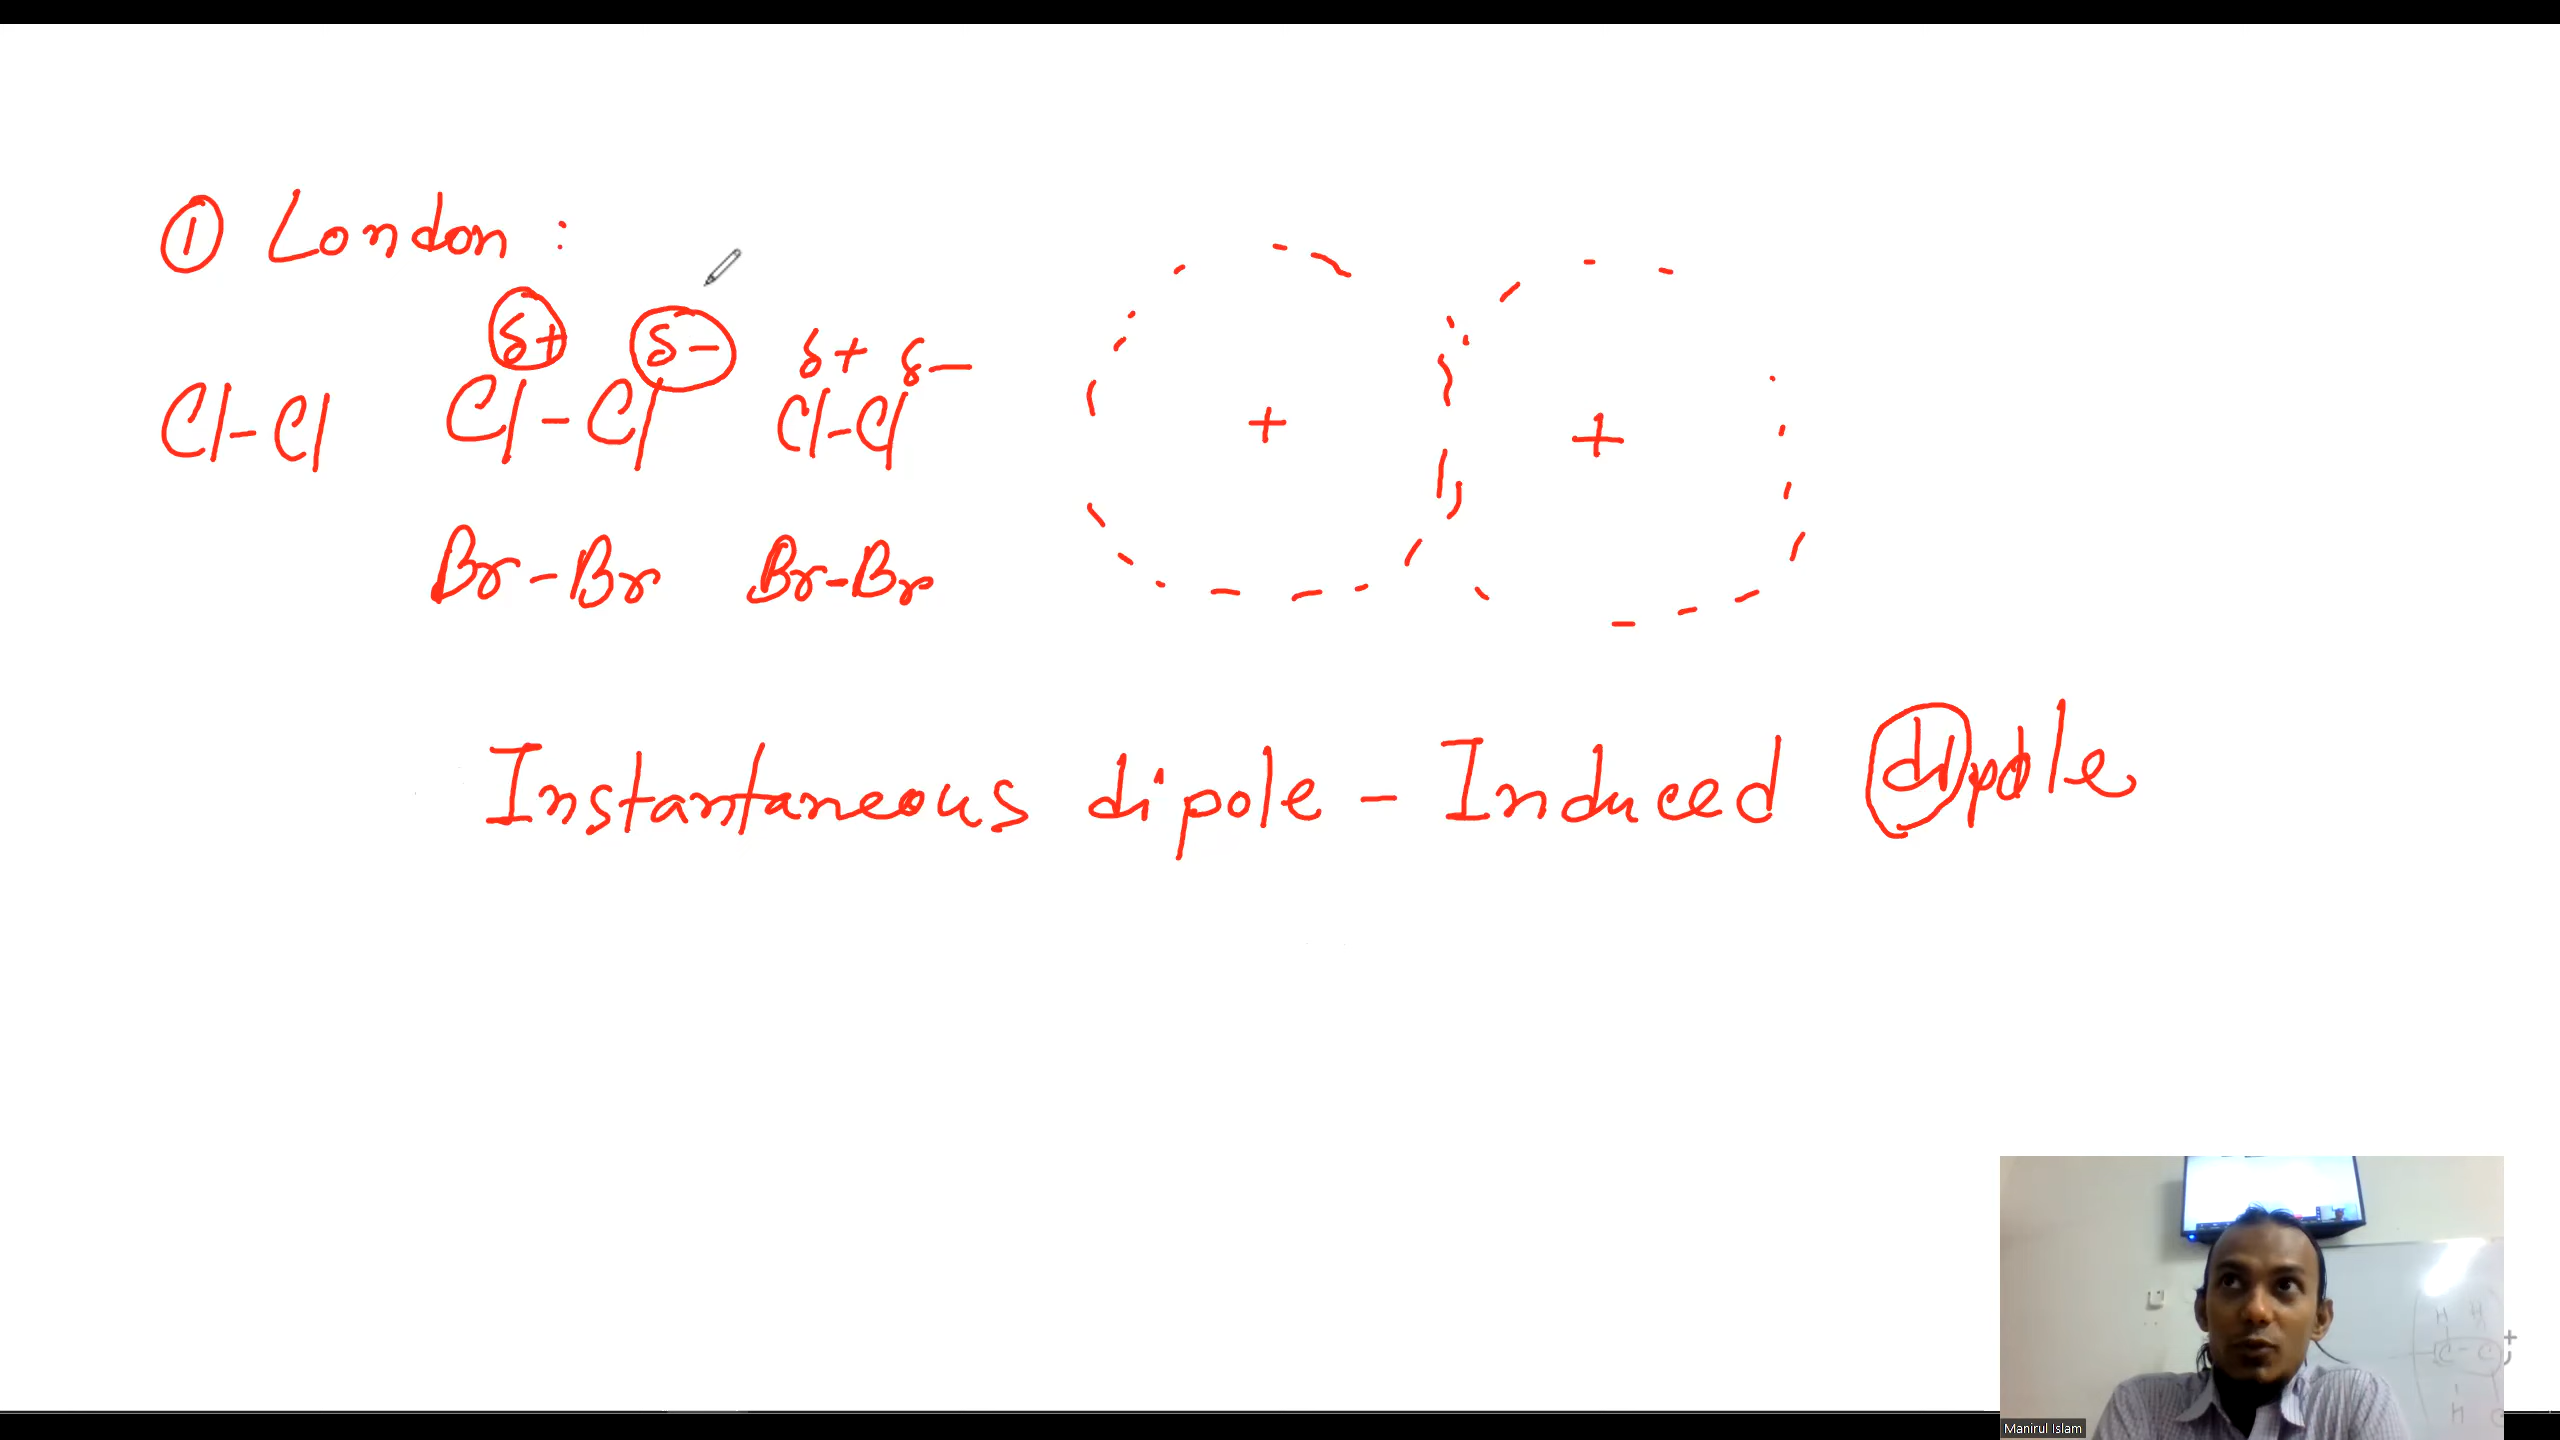 ① London :
δ+ δ- δ+ δ-
Cl-Cl Cl-Cl Cl-Cl
+ +
Br-Br Br-Br
Instantaneous dipole - Induced dipole
H H
C - C
H
Manirul Islam